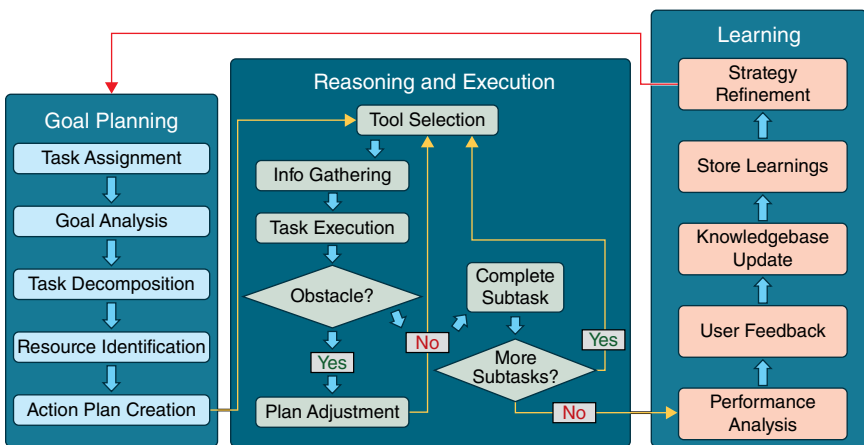 Goal Planning
Task Assignment
Goal Analysis
Task Decomposition
Resource Identification
Action Plan Creation
Reasoning and Execution
Tool Selection
Info Gathering
Task Execution
Obstacle?
Yes
Plan Adjustment
No
Complete
Subtask
More
Subtasks?
Yes
No
Learning
Strategy
Refinement
Store Learnings
Knowledgebase
Update
User Feedback
Performance
Analysis